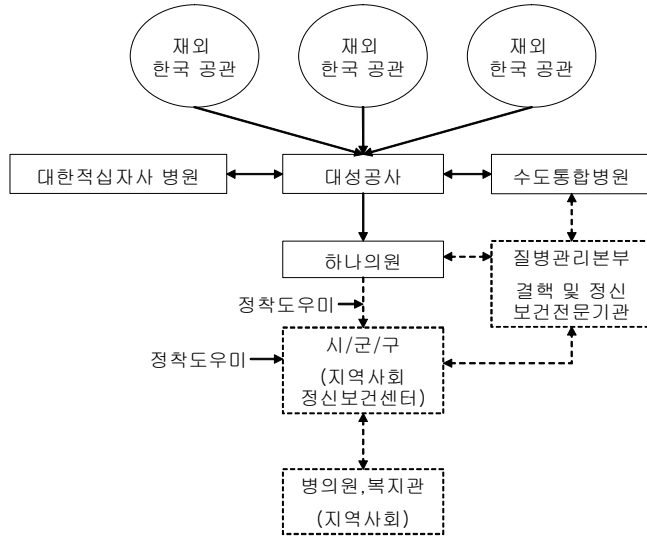 재외
한국 공관
재외
한국 공관
재외
한국 공관
대한적십자사 병원
대성공사
수도통합병원
하나의원
질병관리본부
결핵 및 정신
보건전문기관
정착도우미
정착도우미
시/군/구
(지역사회
정신보건센터)
병의원,복지관
(지역사회)